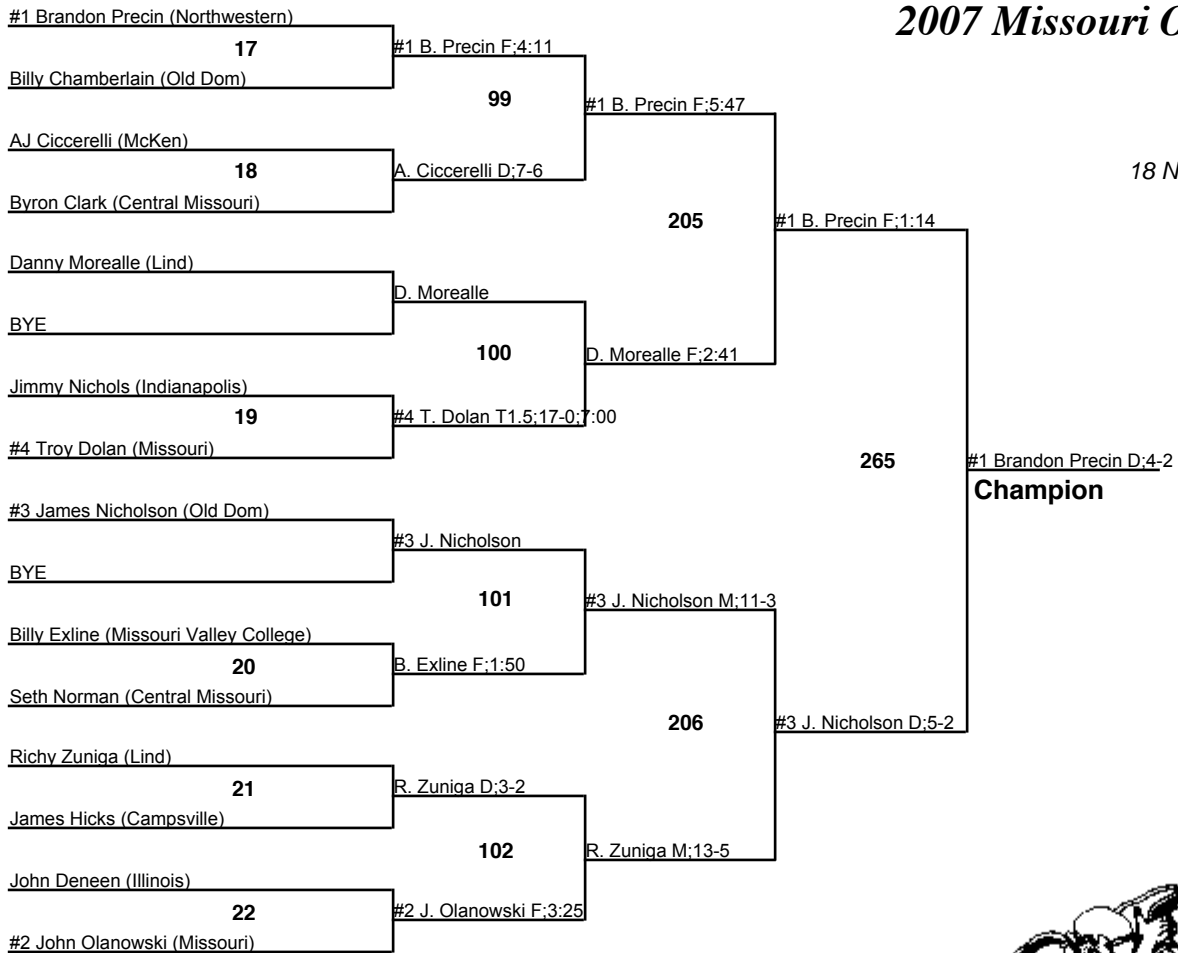 #1 Brandon Precin (Northwestern)
2007 Missouri O
17
#1 B. Precin F;4:11
Billy Chamberlain (Old Dom)
99
#1 B. Precin F;5:47
AJ Ciccerelli (McKen)
18
A. Ciccerelli D;7-6
18 N
Byron Clark (Central Missouri)
205
#1 B. Precin F;1:14
Danny Morealle (Lind)
D. Morealle
BYE
100
D. Morealle F;2:41
Jimmy Nichols (Indianapolis)
19
#4 T. Dolan T1.5;17-0;7:00
#4 Troy Dolan (Missouri)
265
#1 Brandon Precin D;4-2
Champion
#3 James Nicholson (Old Dom)
#3 J. Nicholson
BYE
101
#3 J. Nicholson M;11-3
Billy Exline (Missouri Valley College)
20
B. Exline F;1:50
Seth Norman (Central Missouri)
206
#3 J. Nicholson D;5-2
Richy Zuniga (Lind)
21
R. Zuniga D;3-2
James Hicks (Campsville)
102
R. Zuniga M;13-5
John Deneen (Illinois)
22
#2 J. Olanowski F;3:25
#2 John Olanowski (Missouri)